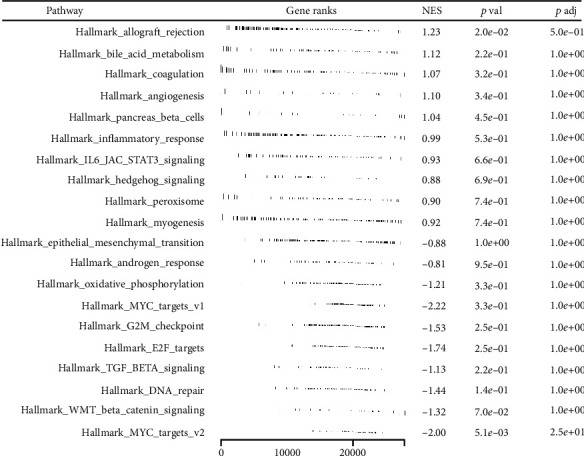 Pathway Gene ranks NES p val p adj
Hallmark_allograft_rejection 1.23 2.0e–02 5.0e–01
Hallmark_bile_acid_metabolism 1.12 2.2e–01 1.0e+00
Hallmark_coagulation 1.07 3.2e–01 1.0e+00
Hallmark_angiogenesis 1.10 3.4e–01 1.0e+00
Hallmark_pancreas_beta_cells 1.04 4.5e–01 1.0e+00
Hallmark_inflammatory_response 0.99 5.3e–01 1.0e+00
Hallmark_IL6_JAC_STAT3_signaling 0.93 6.6e–01 1.0e+00
Hallmark_hedgehog_signaling 0.88 6.9e–01 1.0e+00
Hallmark_peroxisome 0.90 7.4e–01 1.0e+00
Hallmark_myogenesis 0.92 7.4e–01 1.0e+00
Hallmark_epithelial_mesenchymal_transition –0.88 1.0e+00 1.0e+00
Hallmark_androgen_response –0.81 9.5e–01 1.0e+00
Hallmark_oxidative_phosphorylation –1.21 3.3e–01 1.0e+00
Hallmark_MYC_targets_v1 –2.22 3.3e–01 1.0e+00
Hallmark_G2M_checkpoint –1.53 2.5e–01 1.0e+00
Hallmark_E2F_targets –1.74 2.5e–01 1.0e+00
Hallmark_TGF_BETA_signaling –1.13 2.2e–01 1.0e+00
Hallmark_DNA_repair –1.44 1.4e–01 1.0e+00
Hallmark_WMT_beta_catenin_signaling –1.32 7.0e–02 1.0e+00
Hallmark_MYC_targets_v2 –2.00 5.1e–03 2.5e+01
0 10000 20000